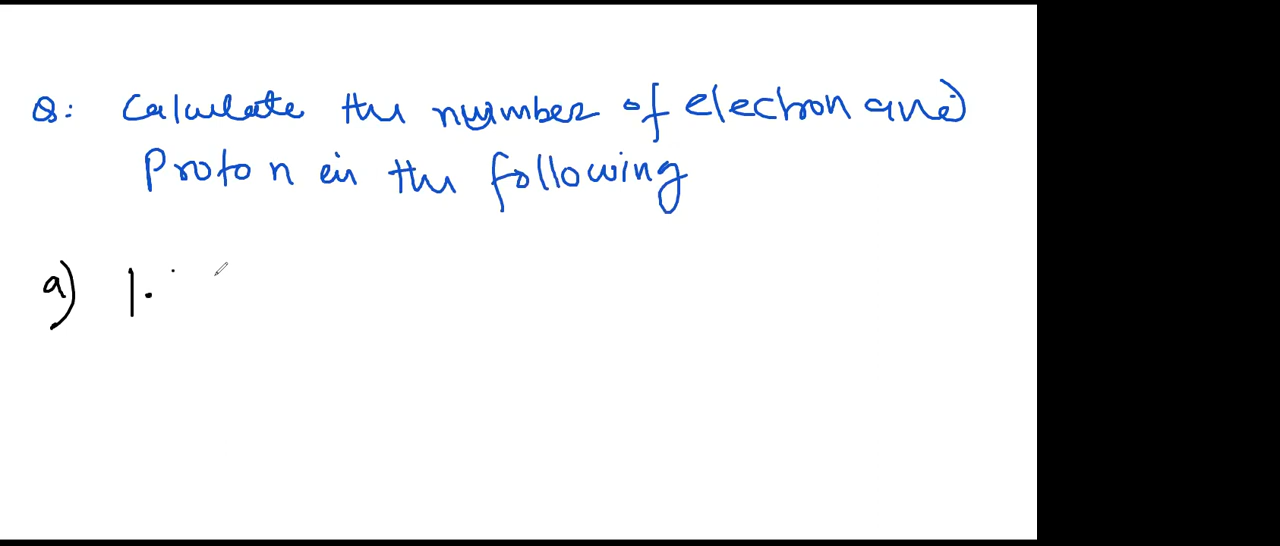 Q: Calculate the number of electron and
Proton in the following
a) 1.